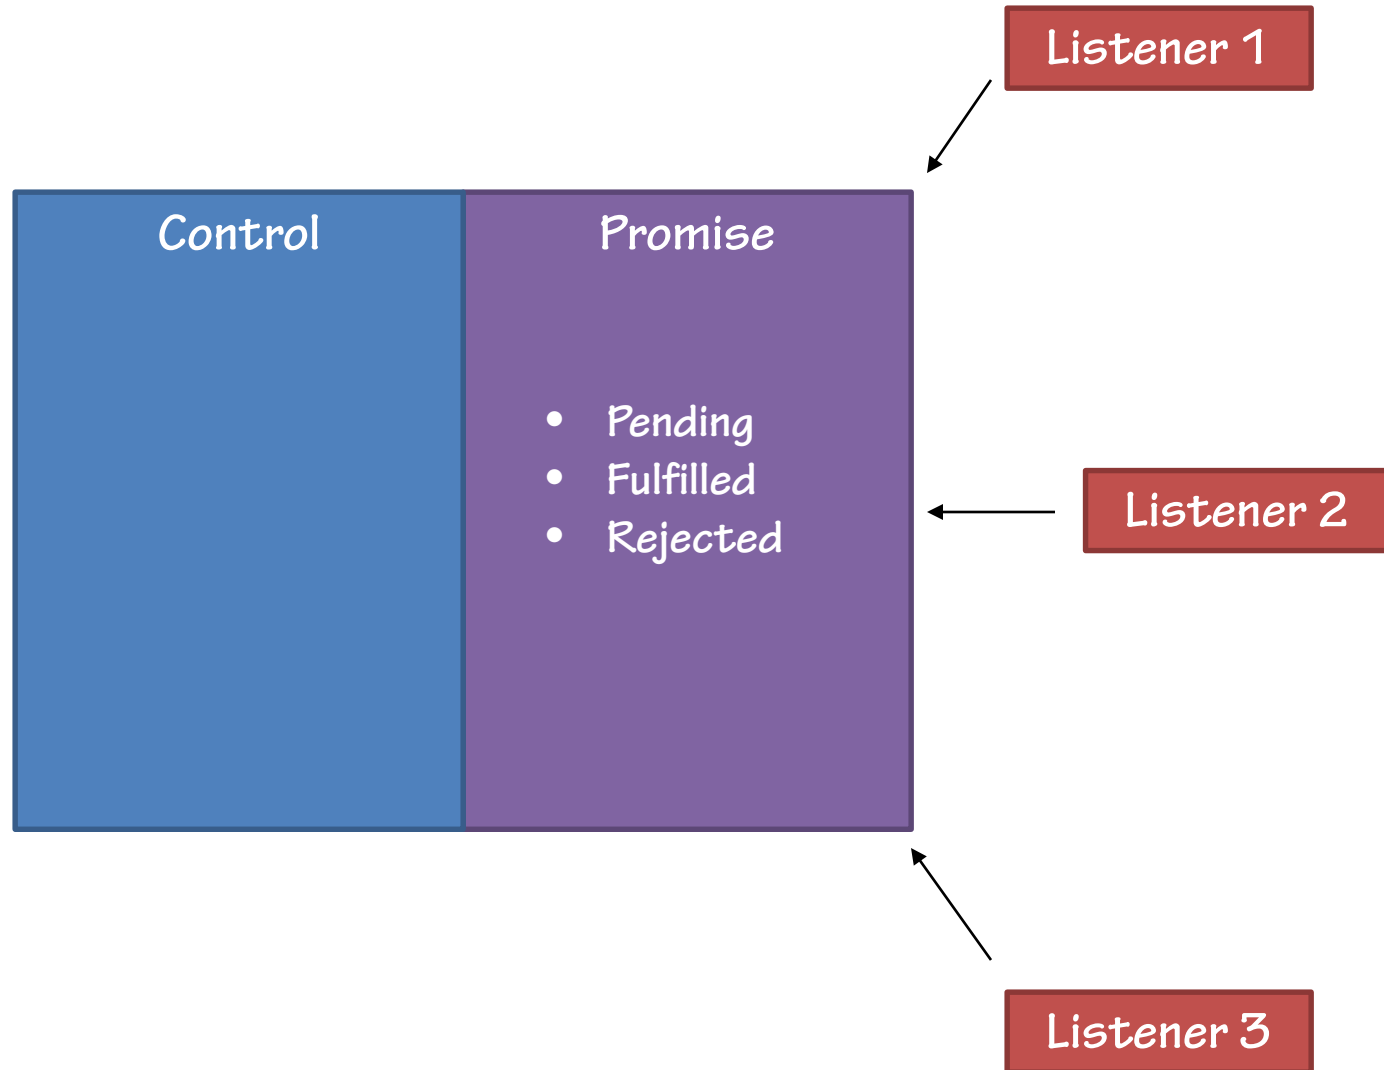 Listener 1
Control
Promise
• Pending
• Fulfilled
• Rejected
Listener 2
Listener 3